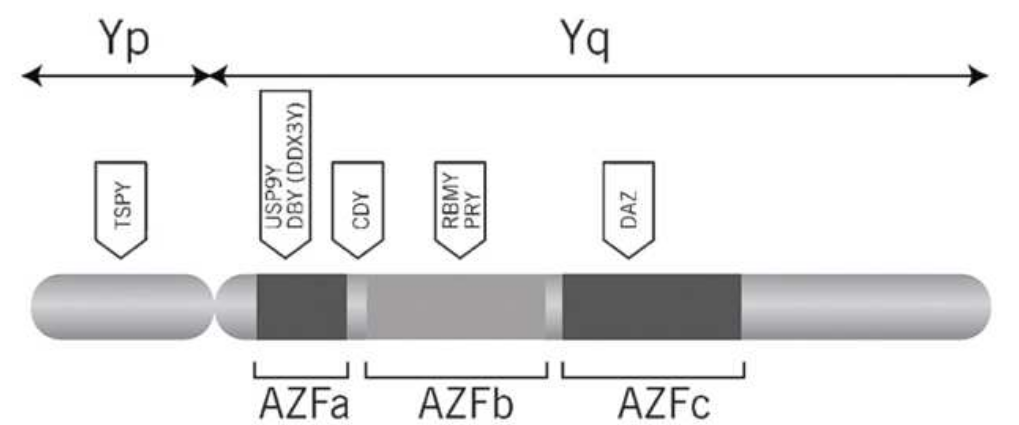 Yp
Yq
TSPY
USP9Y
DBY (DDX3Y)
CDY
RBMY
PRY
DAZ
AZFa
AZFb
AZFc